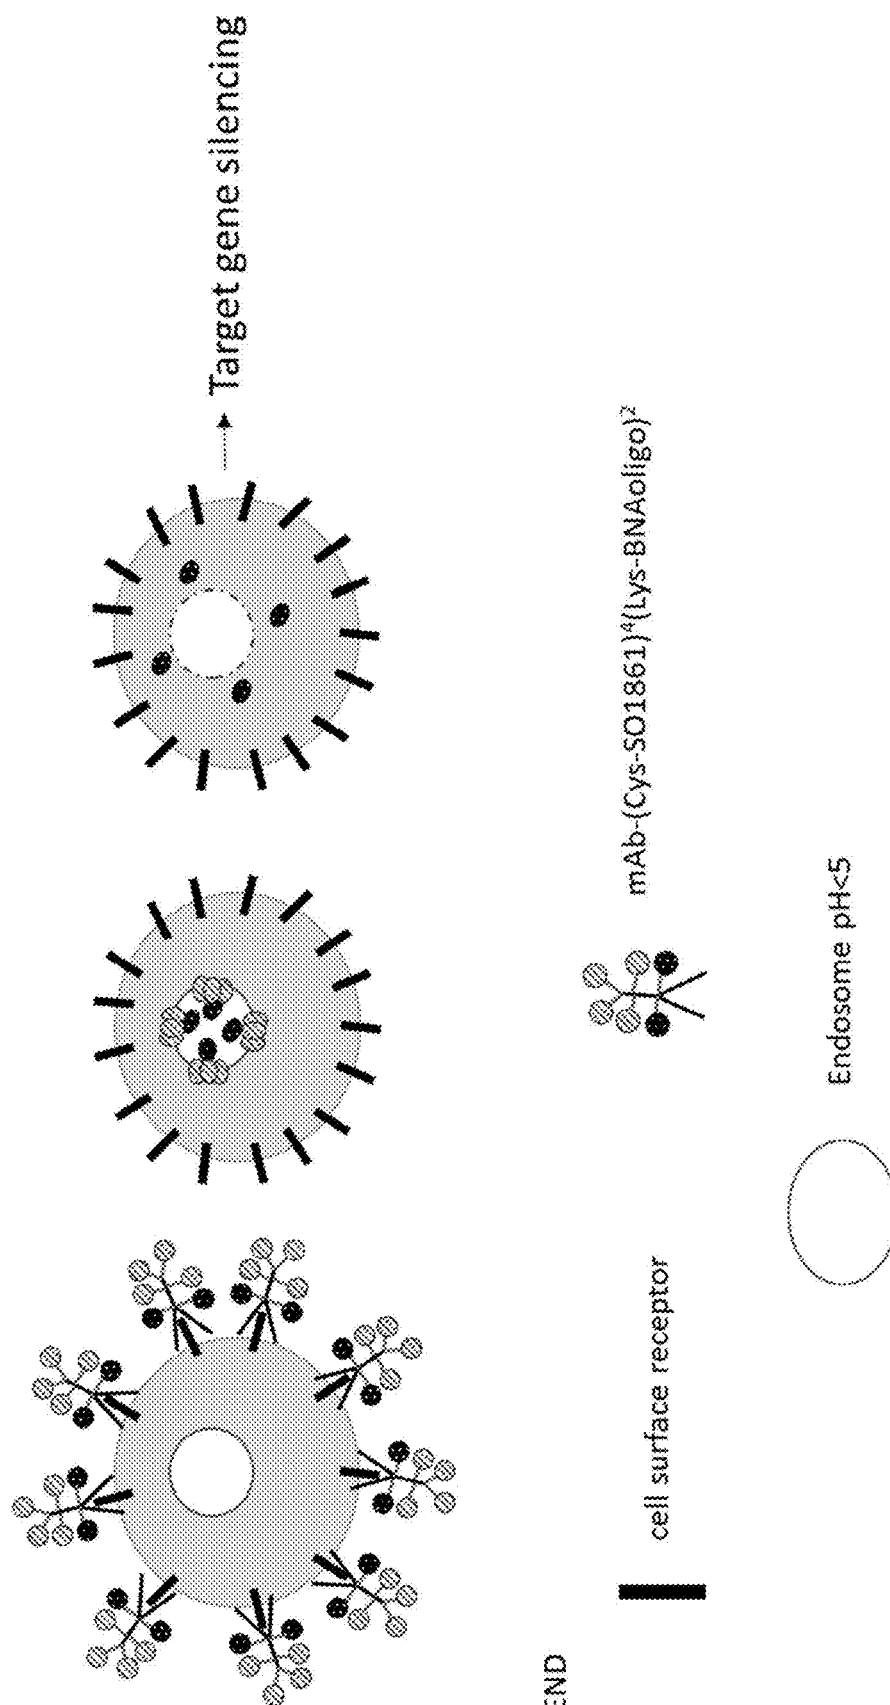 Target gene silencing
END
cell surface receptor
mAb-(Cys-SO1861)⁴(Lys-BNAoligo)²
Endosome pH<5